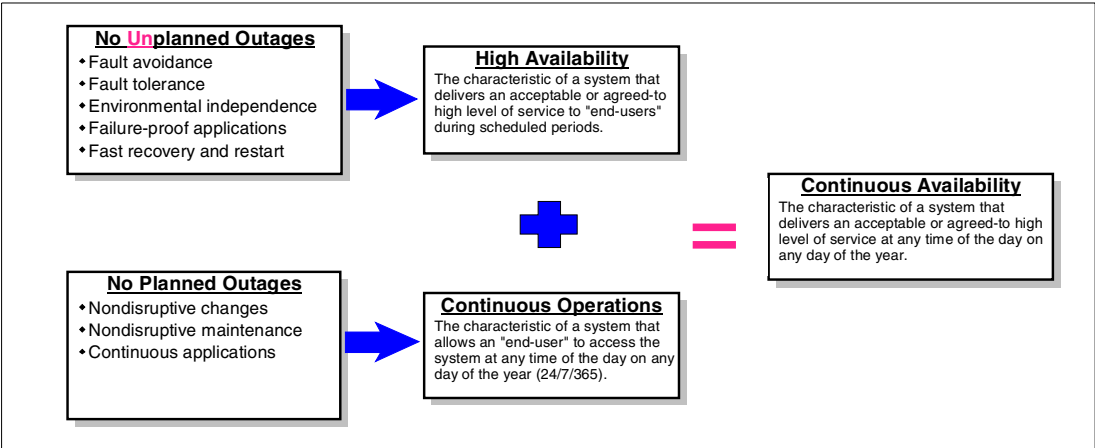 No Unplanned Outages
Fault avoidance
Fault tolerance
Environmental independence
Failure-proof applications
Fast recovery and restart
High Availability
The characteristic of a system that
delivers an acceptable or agreed-to
high level of service to "end-users"
during scheduled periods.
No Planned Outages
Nondisruptive changes
Nondisruptive maintenance
Continuous applications
Continuous Operations
The characteristic of a system that
allows an "end-user" to access the
system at any time of the day on any
day of the year (24/7/365).
Continuous Availability
The characteristic of a system that
delivers an acceptable or agreed-to high
level of service at any time of the day on
any day of the year.